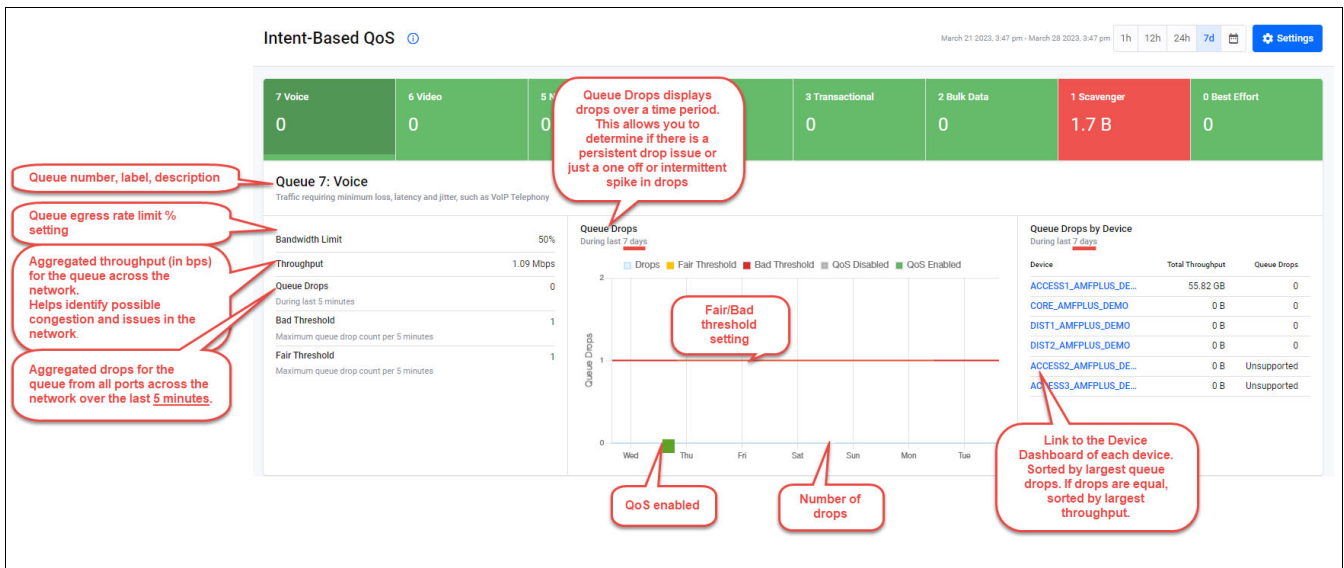 Intent-Based QoS
March 21 2023, 3:47 pm - March 28 2023, 3:47 pm
1h 12h 24h 7d
Settings
7 Voice
0
6 Video
0
5 N
0
3 Transactional
0
2 Bulk Data
0
1 Scavenger
1.7 B
0 Best Effort
0
Queue Drops displays
drops over a time period.
This allows you to
determine if there is a
persistent drop issue or
just a one off or intermittent
spike in drops
Queue number, label, description
Queue 7: Voice
Traffic requiring minimum loss, latency and jitter, such as VoIP Telephony
Queue egress rate limit %
setting
Bandwidth Limit 50%
Aggregated throughput (in bps)
for the queue across the
network.
Helps identify possible
congestion and issues in the
network.
Throughput 1.09 Mbps
Queue Drops 0
During last 5 minutes
Bad Threshold 1
Maximum queue drop count per 5 minutes
Fair Threshold 1
Maximum queue drop count per 5 minutes
Aggregated drops for the
queue from all ports across the
network over the last 5 minutes.
Queue Drops
During last 7 days
Drops Fair Threshold Bad Threshold QoS Disabled QoS Enabled
Queue Drops
2
1
0
Wed Thu Fri Sat Sun Mon Tue
Fair/Bad
threshold
setting
QoS enabled
Number of
drops
Queue Drops by Device
During last 7 days
Device Total Throughput Queue Drops
ACCESS1_AMFPLUS_DE... 55.82 GB 0
CORE_AMFPLUS_DEMO 0 B 0
DIST1_AMFPLUS_DEMO 0 B 0
DIST2_AMFPLUS_DEMO 0 B 0
ACCESS2_AMFPLUS_DE... 0 B Unsupported
ACCESS3_AMFPLUS_DE... 0 B Unsupported
Link to the Device
Dashboard of each device.
Sorted by largest queue
drops. If drops are equal,
sorted by largest
throughput.